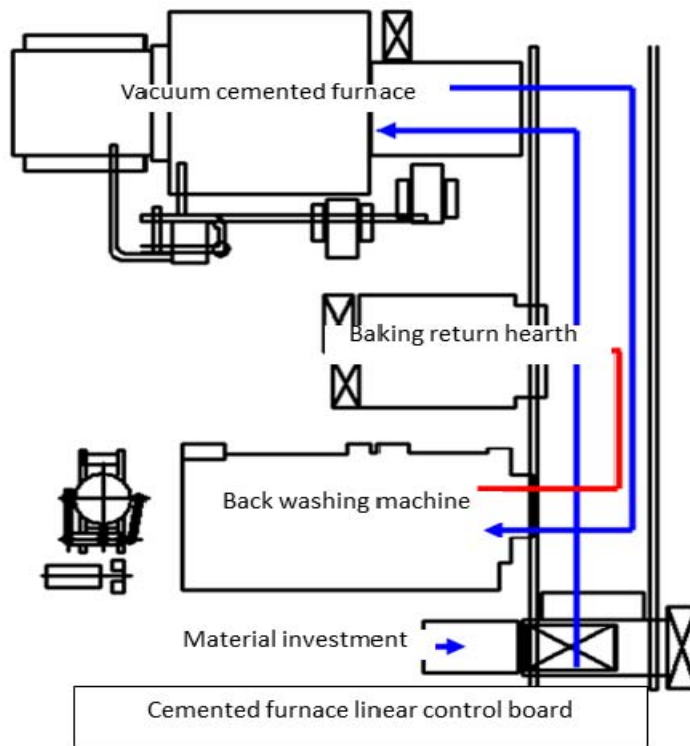 Vacuum cemented furnace
Baking return hearth
Back washing machine
Material investment
Cemented furnace linear control board